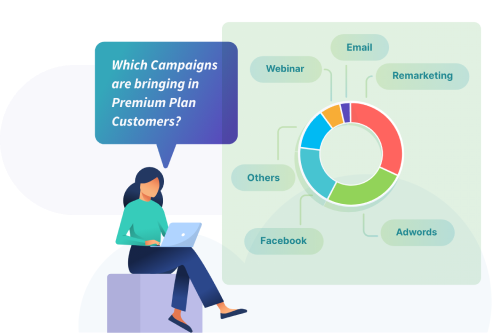 Which Campaigns
are bringing in
Premium Plan
Customers?
Email
Webinar
Remarketing
Others
Adwords
Facebook